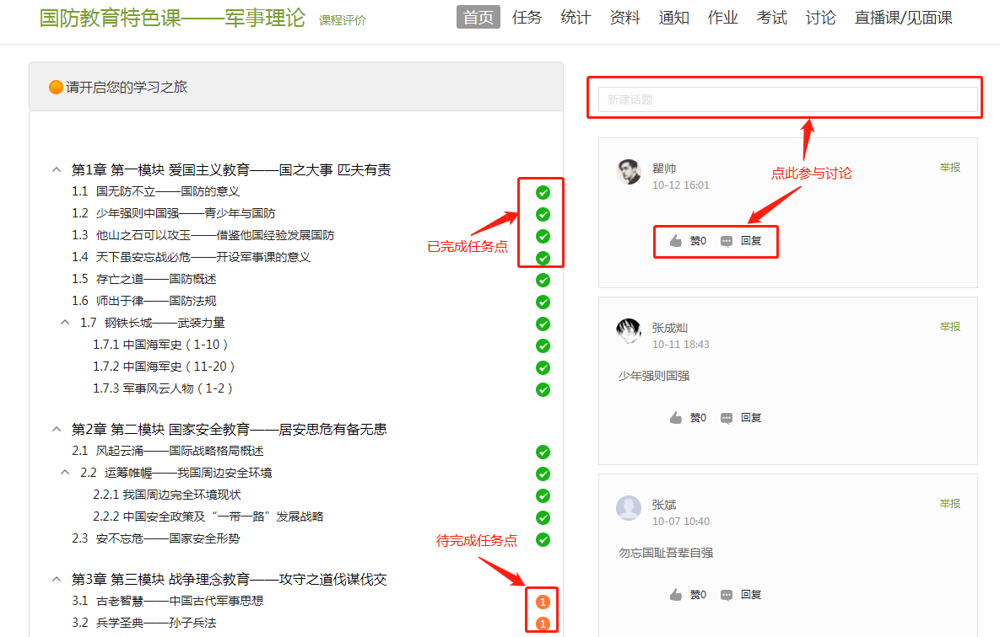 国防教育特色课——军事理论 课程评价
首页 任务 统计 资料 通知 作业 考试 讨论 直播课/见面课
请开启您的学习之旅
第1章 第一模块 爱国主义教育——国之大事 匹夫有责
1.1 国无防不立——国防的意义
1.2 少年强则中国强——青少年与国防
1.3 他山之石可以攻玉——借鉴他国经验发展国防
已完成任务点
1.4 天下虽安忘战必危——开设军事课的意义
1.5 存亡之道——国防概述
1.6 师出于律——国防法规
1.7 钢铁长城——武装力量
1.7.1 中国海军史（1-10）
1.7.2 中国海军史（11-20）
1.7.3 军事风云人物（1-2）
第2章 第二模块 国家安全教育——居安思危有备无患
2.1 风起云涌——国际战略格局概述
2.2 运筹帷幄——我国周边安全环境
2.2.1 我国周边完全环境现状
2.2.2 中国安全政策及“一带一路”发展战略
2.3 安不忘危——国家安全形势
待完成任务点
第3章 第三模块 战争理念教育——攻守之道伐谋伐交
3.1 古老智慧——中国古代军事思想 1
3.2 兵学圣典——孙子兵法 1
新建话题
点此参与讨论
瞿帅 举报
10-12 16:01
赞0 回复
张成灿 举报
10-11 18:43
少年强则国强
赞0 回复
张斌 举报
10-07 10:40
勿忘国耻吾辈自强
赞0 回复